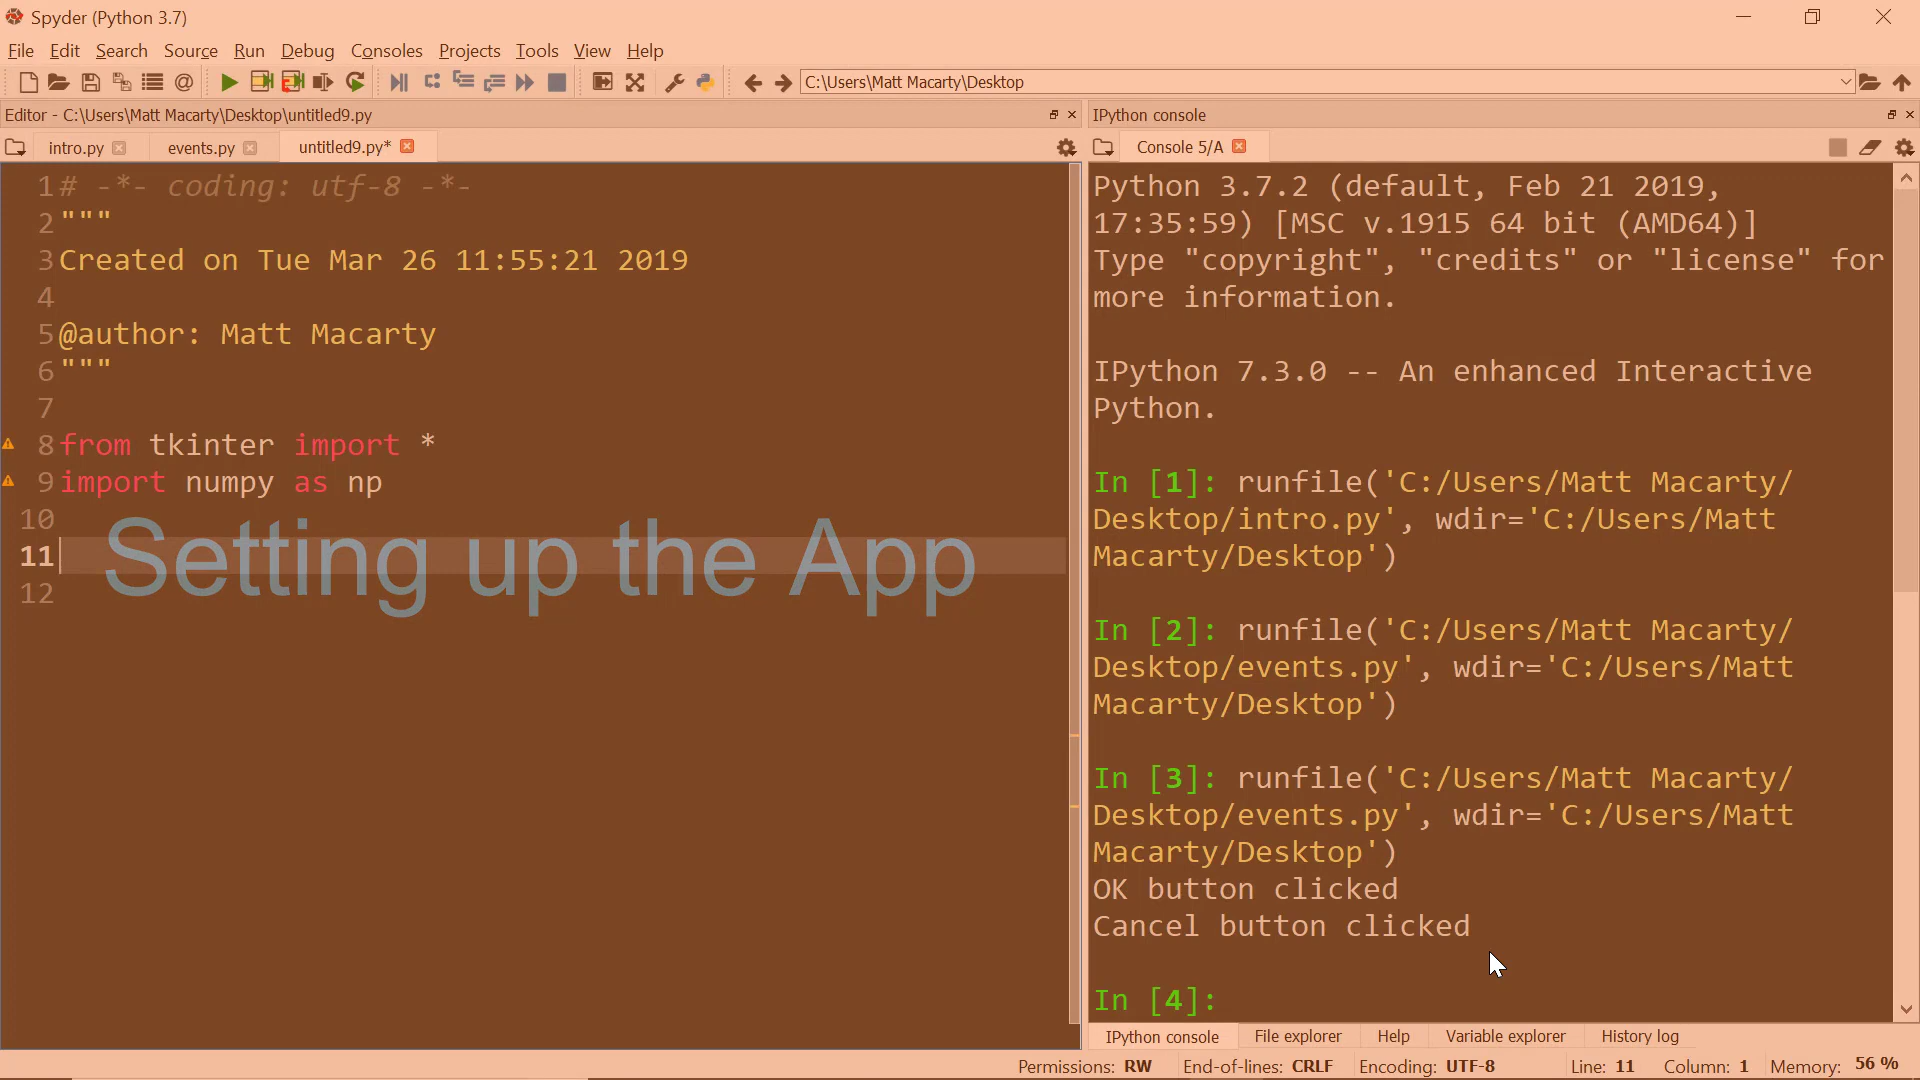 Spyder (Python 3.7)
File Edit Search Source Run Debug Consoles Projects Tools View Help
C:\Users\Matt Macarty\Desktop
Editor - C:\Users\Matt Macarty\Desktop\untitled9.py
intro.py events.py untitled9.py*
1 # -*- coding: utf-8 -*-
2 """
3 Created on Tue Mar 26 11:55:21 2019
4
5 @author: Matt Macarty
6 """
7
8 from tkinter import *
9 import numpy as np
10
11
12
Setting up the App
IPython console
Console 5/A
Python 3.7.2 (default, Feb 21 2019,
17:35:59) [MSC v.1915 64 bit (AMD64)]
Type "copyright", "credits" or "license" for
more information.
IPython 7.3.0 -- An enhanced Interactive
Python.
In [1]: runfile('C:/Users/Matt Macarty/
Desktop/intro.py', wdir='C:/Users/Matt
Macarty/Desktop')
In [2]: runfile('C:/Users/Matt Macarty/
Desktop/events.py', wdir='C:/Users/Matt
Macarty/Desktop')
In [3]: runfile('C:/Users/Matt Macarty/
Desktop/events.py', wdir='C:/Users/Matt
Macarty/Desktop')
OK button clicked
Cancel button clicked
In [4]:
IPython console File explorer Help Variable explorer History log
Permissions: RW End-of-lines: CRLF Encoding: UTF-8 Line: 11 Column: 1 Memory: 56 %